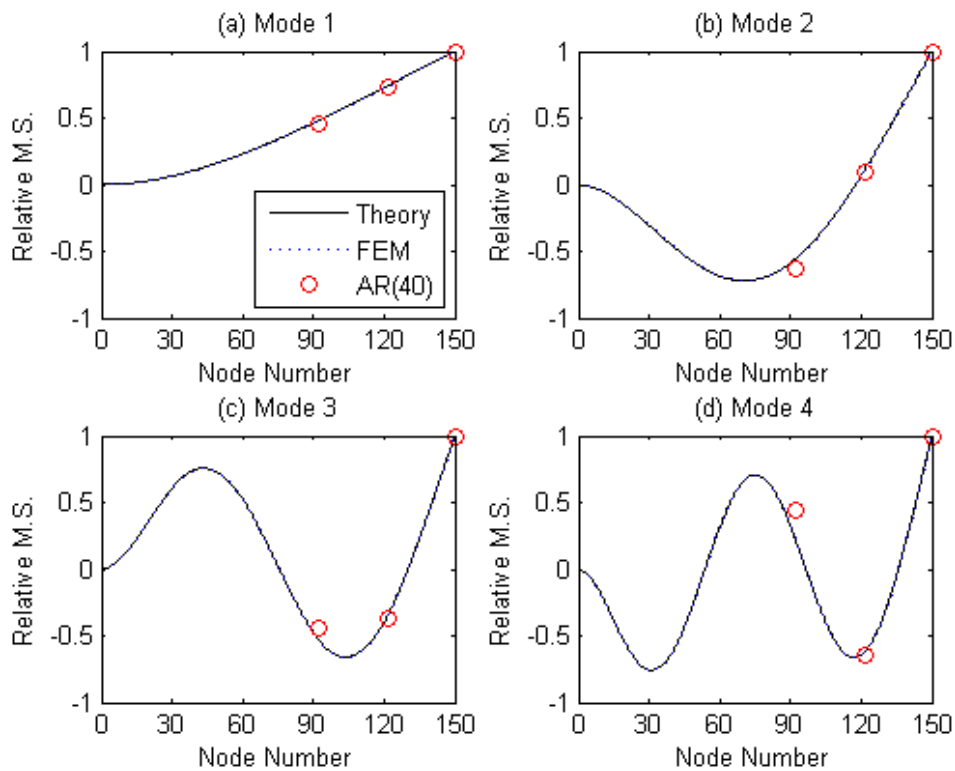 (a) Mode 1
1
0.5
0
-0.5
-1
Relative M.S.
Theory
FEM
AR(40)
0 30 60 90 120 150
Node Number
(b) Mode 2
1
0.5
0
-0.5
-1
Relative M.S.
0 30 60 90 120 150
Node Number
(c) Mode 3
1
0.5
0
-0.5
-1
Relative M.S.
0 30 60 90 120 150
Node Number
(d) Mode 4
1
0.5
0
-0.5
-1
Relative M.S.
0 30 60 90 120 150
Node Number